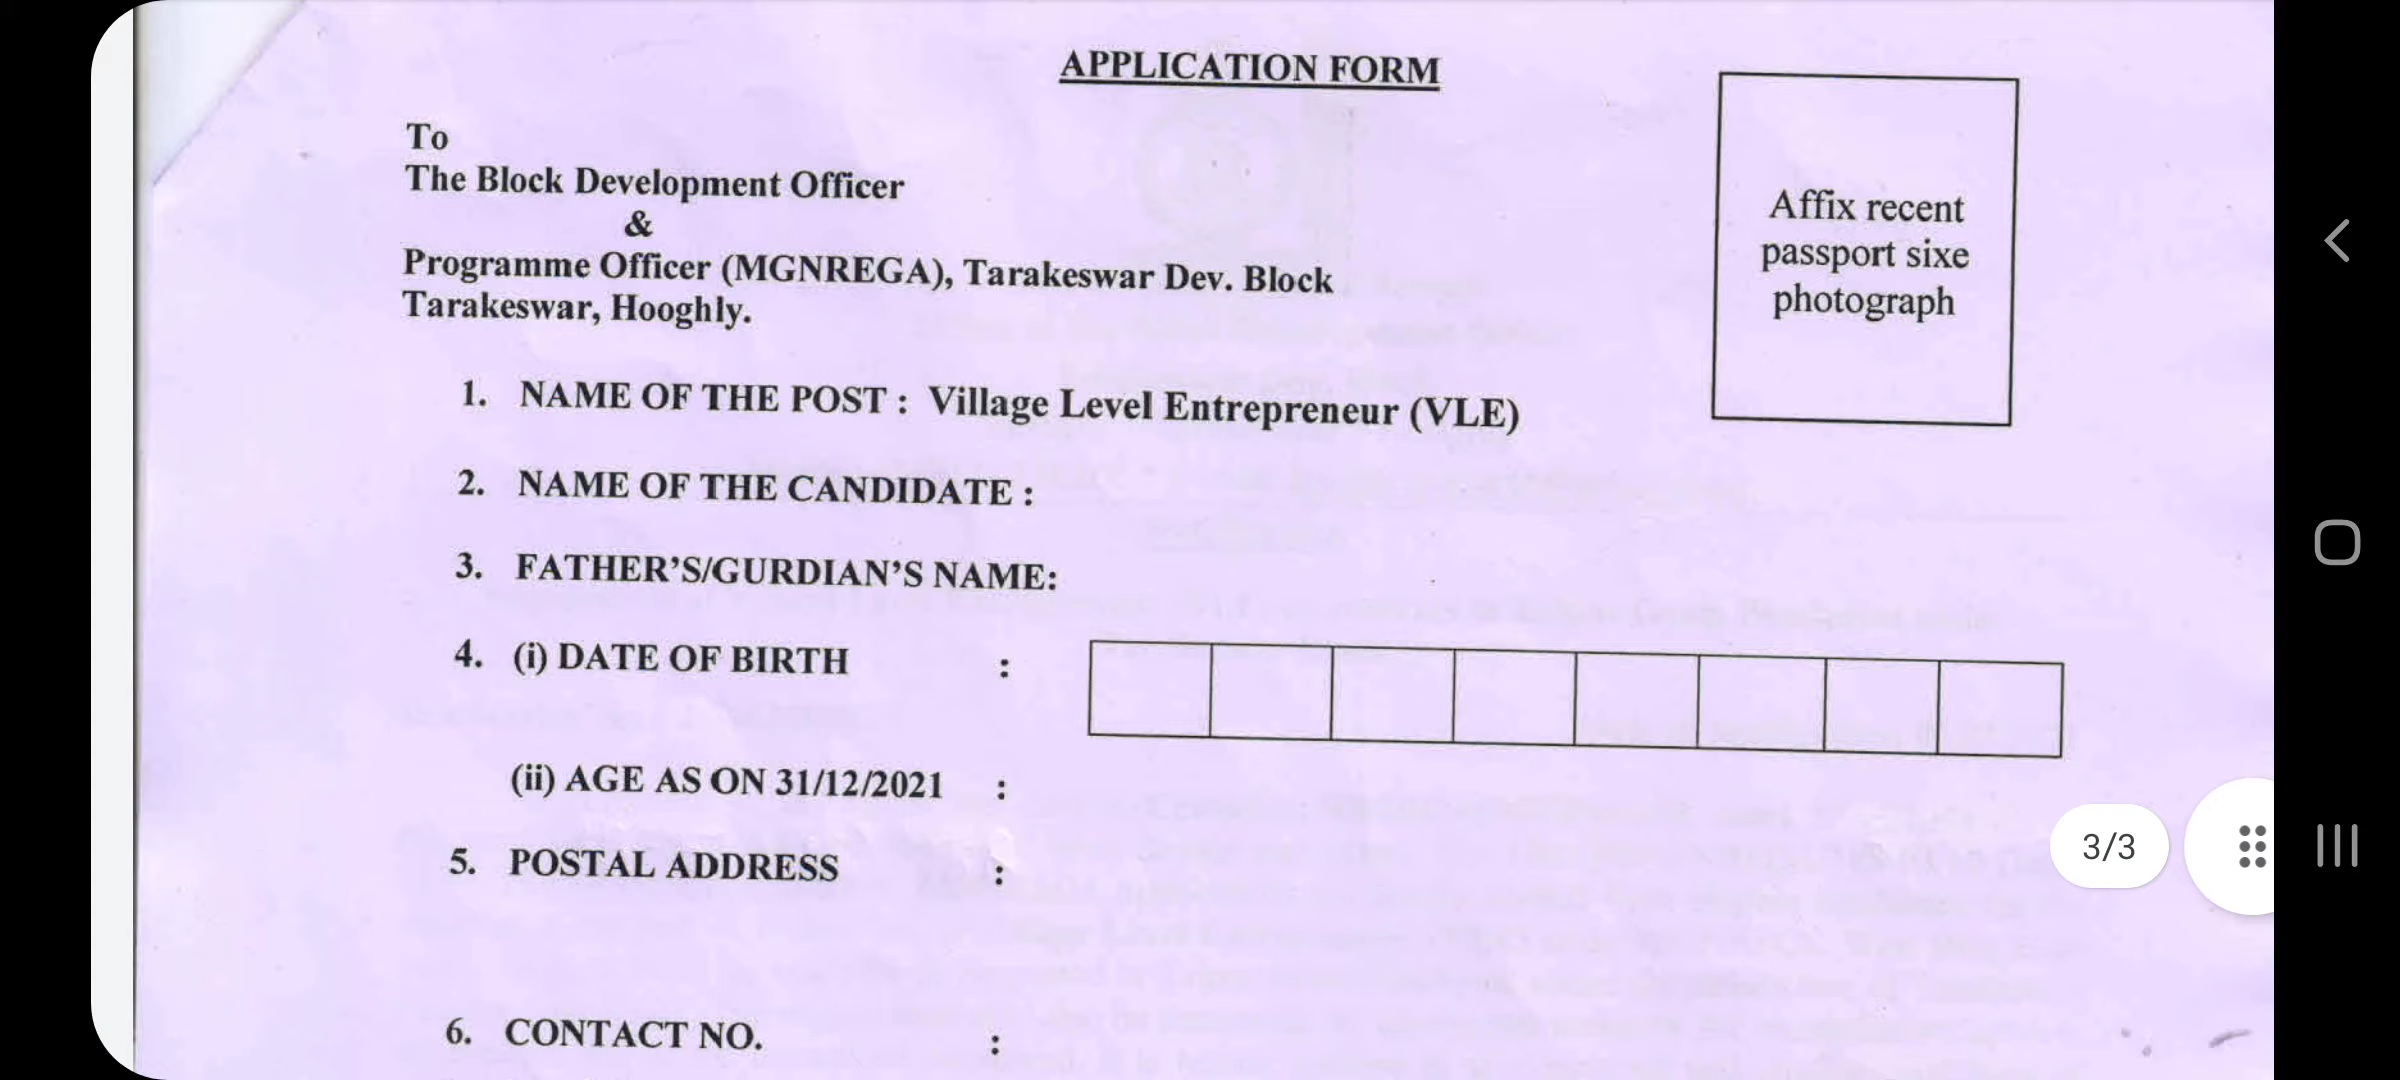 APPLICATION FORM
To
The Block Development Officer
&
Programme Officer (MGNREGA), Tarakeswar Dev. Block
Tarakeswar, Hooghly.
Affix recent
passport sixe
photograph
1. NAME OF THE POST : Village Level Entrepreneur (VLE)
2. NAME OF THE CANDIDATE :
3. FATHER'S/GURDIAN'S NAME:
4. (i) DATE OF BIRTH :
(ii) AGE AS ON 31/12/2021 :
5. POSTAL ADDRESS :
6. CONTACT NO. :
3/3